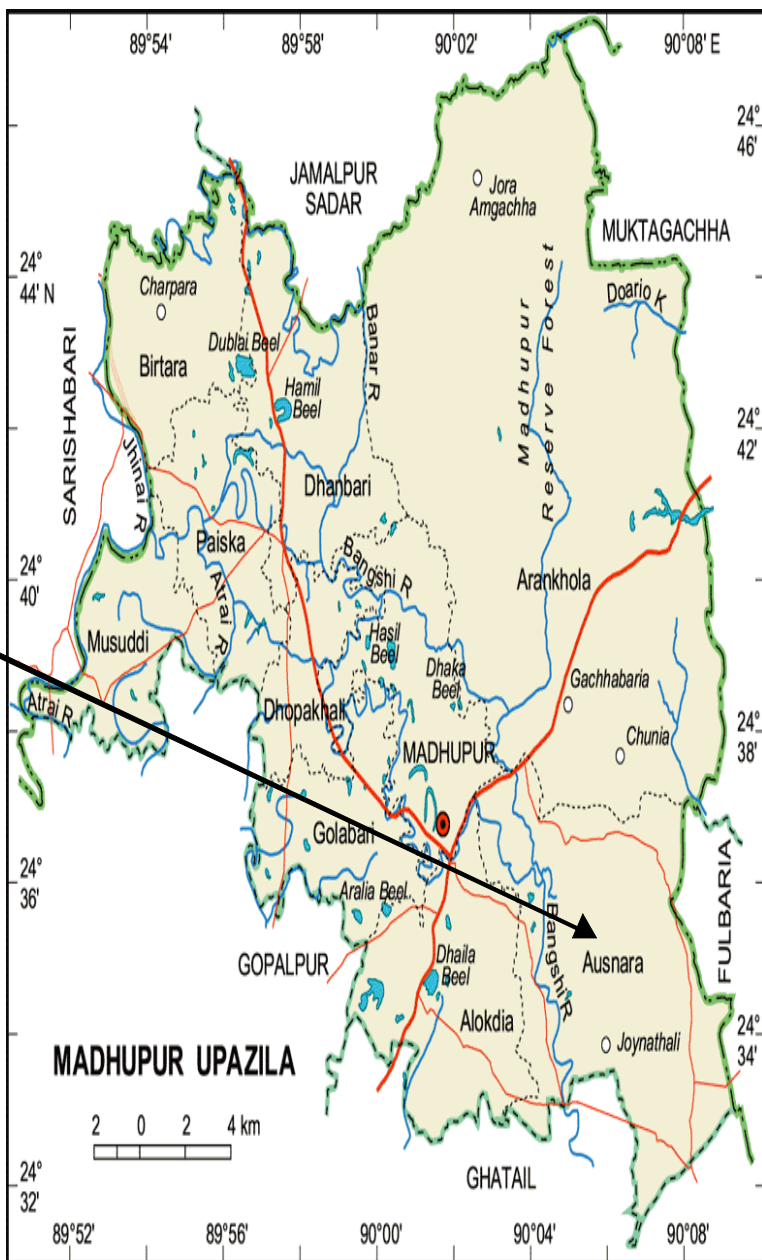 89°54'
89°58'
90°02'
90°08' E
24°
46'
JAMALPUR
SADAR
Jora
Amgachha
MUKTAGACHHA
24°
44' N
Charpara
Doario K
Banar R
Madhupur
Reserve Forest
Dublai Beel
Birtara
Hamil
Beel
24°
42'
SARISHABARI
Jhinai R
Dhanbari
Paiska
Bangshi R
24°
40'
Atrai R
Arankhola
Musuddi
Hasil
Beel
Dhaka
Beel
Gachhabaria
Atrai R
Dhopakhali
24°
38'
Chunia
MADHUPUR
Golabari
24°
36'
Aralia Beel
FULBARIA
Bangshi R
GOPALPUR
Dhaila
Beel
Ausnara
Alokdia
24°
34'
Joynathali
MADHUPUR UPAZILA
2 0 2 4 km
GHATAIL
24°
32'
89°52'
89°56'
90°00'
90°04'
90°08'